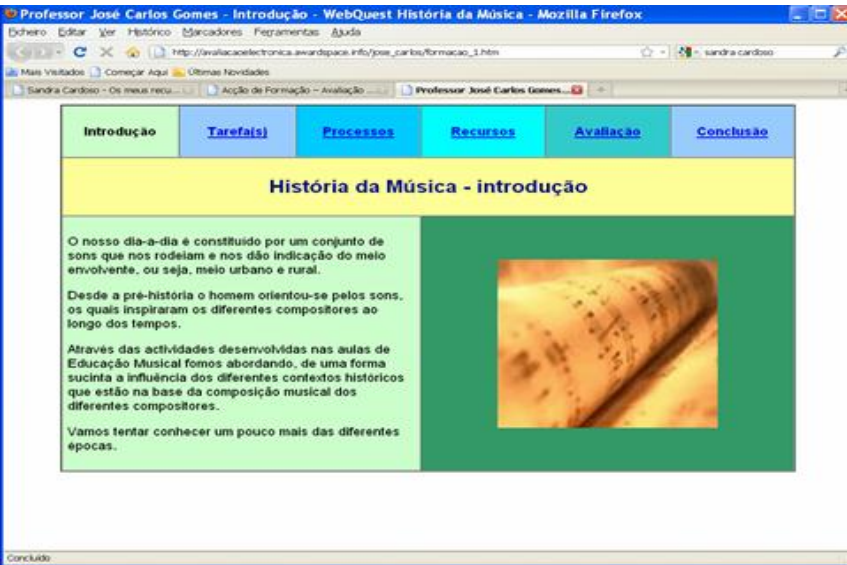 Professor José Carlos Gomes - Introdução - WebQuest História da Música - Mozilla Firefox
Ficheiro Editar Ver Histórico Marcadores Ferramentas Ajuda
http://avaliacaoelectronica.awardspace.info/jose_carlos/formacao_1.htm
sandra cardoso
Mais Visitados Começar Aqui Últimas Novidades
Sandra Cardoso - Os meus recu... Acção de Formação - Avaliação ... Professor José Carlos Gomes...
Introdução Tarefa(s) Processos Recursos Avaliação Conclusão
História da Música - introdução
O nosso dia-a-dia é constituído por um conjunto de
sons que nos rodeiam e nos dão indicação do meio
envolvente, ou seja, meio urbano e rural.
Desde a pré-história o homem orientou-se pelos sons,
os quais inspiraram os diferentes compositores ao
longo dos tempos.
Através das actividades desenvolvidas nas aulas de
Educação Musical fomos abordando, de uma forma
sucinta a influência dos diferentes contextos históricos
que estão na base da composição musical dos
diferentes compositores.
Vamos tentar conhecer um pouco mais das diferentes
épocas.
Concluído